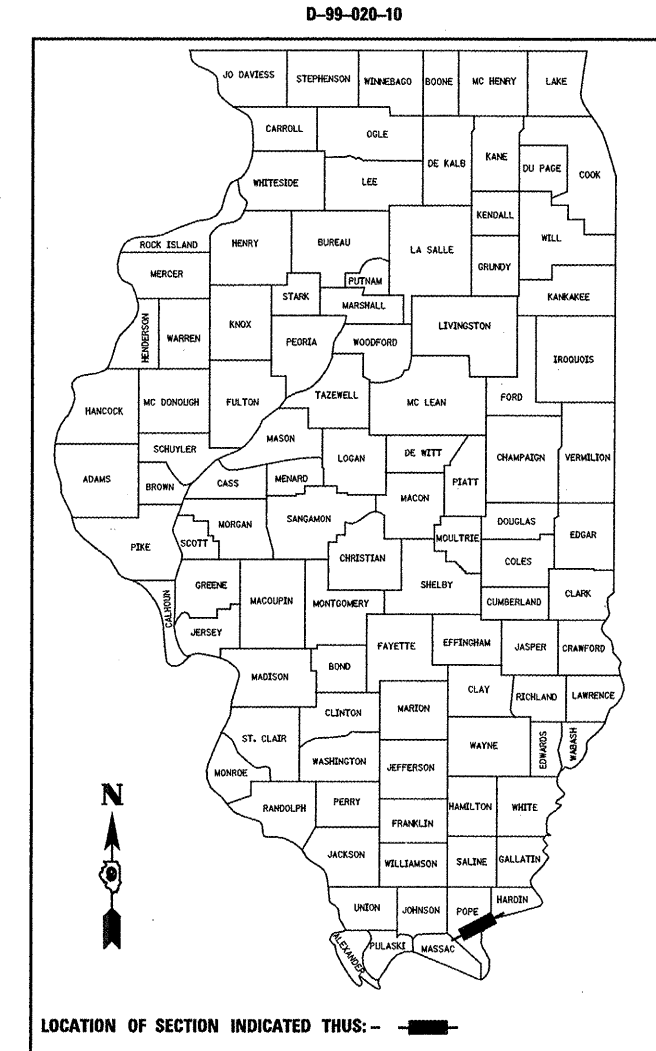 D-99-020-10
JO DAVIESS STEPHENSON WINNEBAGO BOONE MC HENRY LAKE
CARROLL OGLE DE KALB KANE DU PAGE COOK
WHITESIDE LEE KENDALL WILL
ROCK ISLAND HENRY BUREAU LA SALLE GRUNDY
MERCER PUTNAM KANKAKEE
STARK MARSHALL
HENDERSON WARREN KNOX PEORIA WOODFORD LIVINGSTON IROQUOIS
HANCOCK MC DONOUGH FULTON TAZEWELL MC LEAN FORD
MASON
SCHUYLER LOGAN DE WITT CHAMPAIGN VERMILION
ADAMS BROWN CASS MENARD MACON PIATT
PIKE SCOTT MORGAN SANGAMON CHRISTIAN MOULTRIE DOUGLAS EDGAR
COLES
CALHOUN GREENE MACOUPIN MONTGOMERY SHELBY CUMBERLAND CLARK
JERSEY FAYETTE EFFINGHAM JASPER CRAWFORD
MADISON BOND CLAY RICHLAND LAWRENCE
CLINTON MARION
ST. CLAIR WAYNE EDWARDS WABASH
MONROE WASHINGTON JEFFERSON
N
RANDOLPH PERRY HAMILTON WHITE
FRANKLIN
JACKSON WILLIAMSON SALINE GALLATIN
UNION JOHNSON POPE HARDIN
ALEXANDER PULASKI MASSAC
LOCATION OF SECTION INDICATED THUS: -